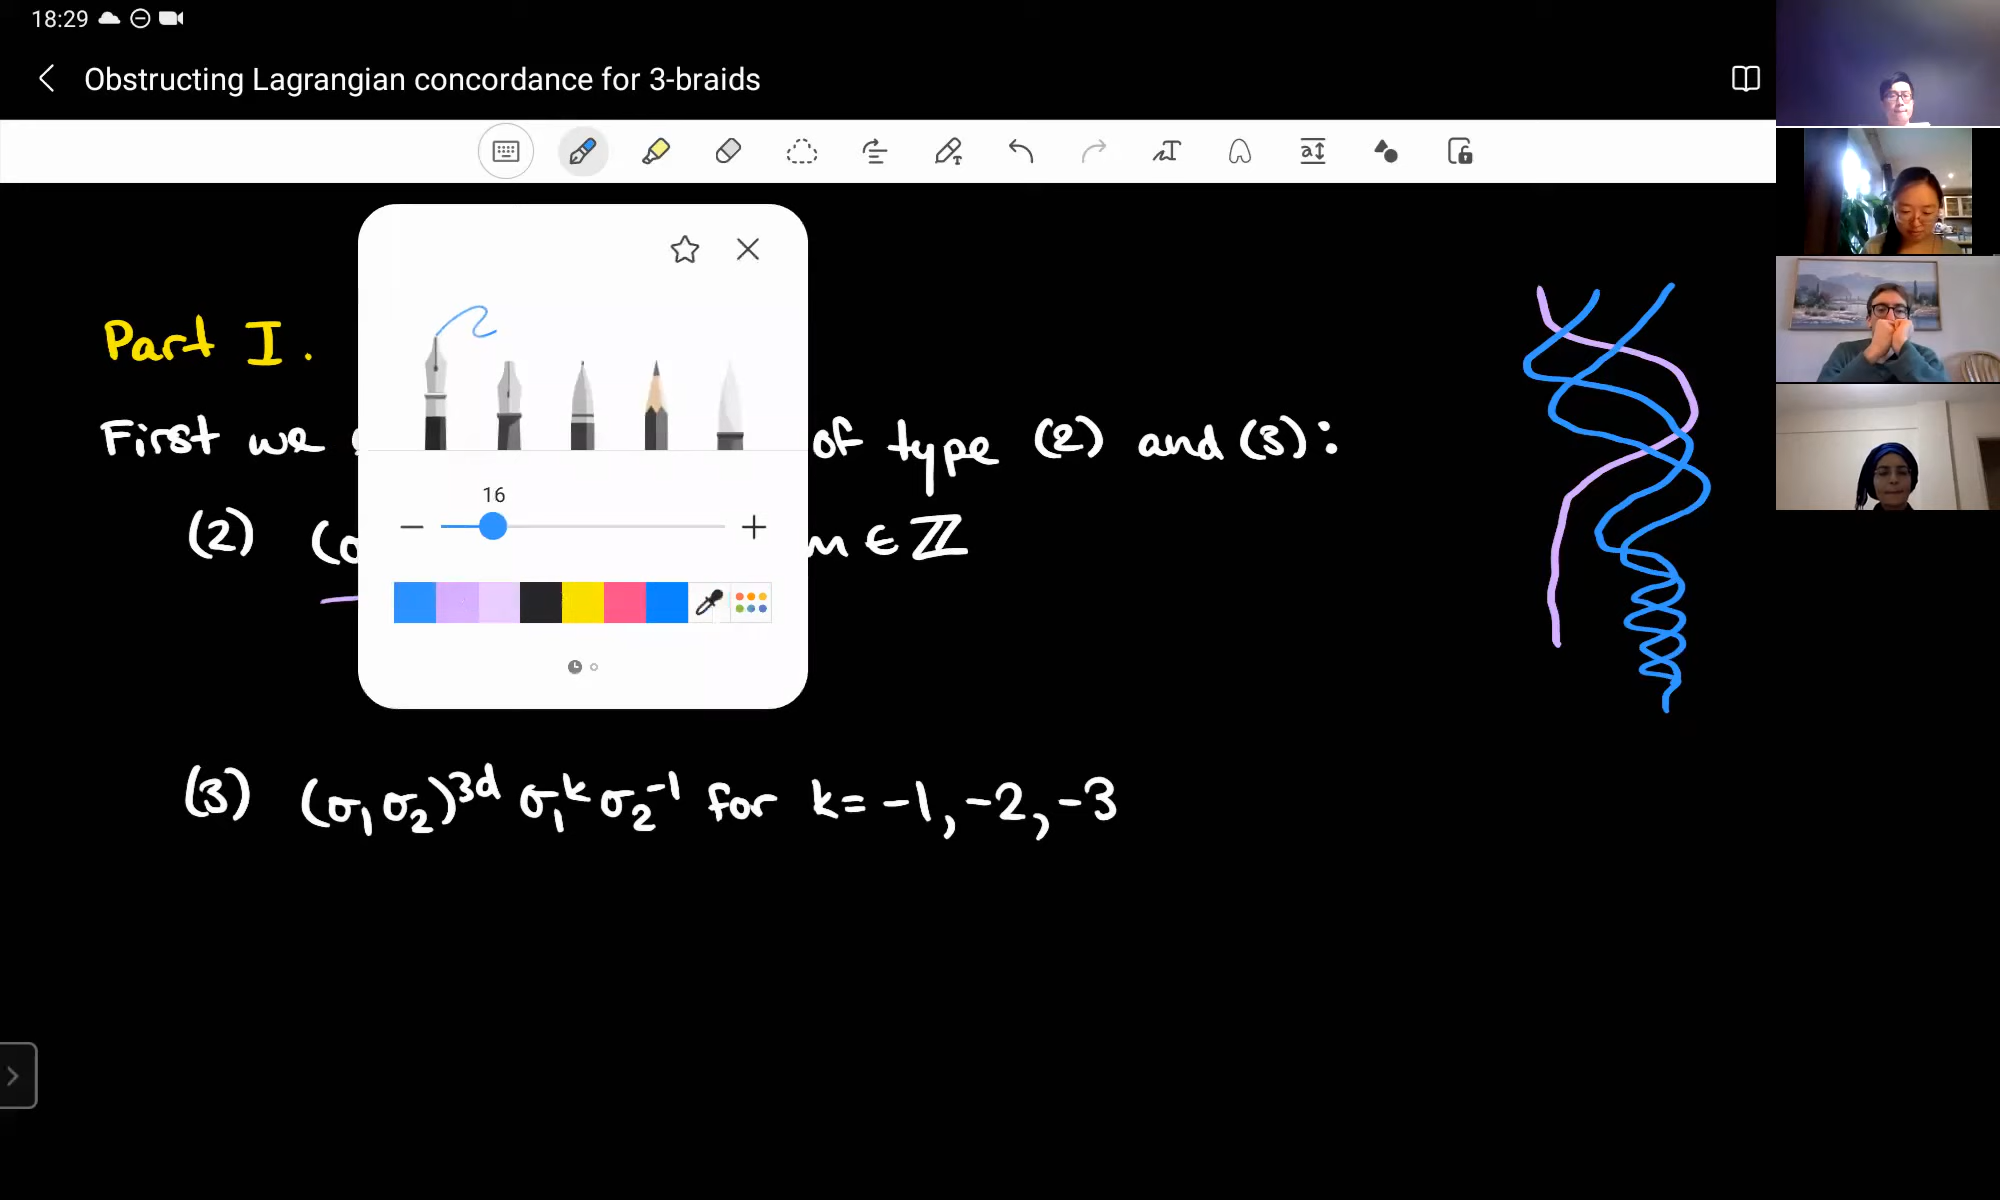 18:29
Obstructing Lagrangian concordance for 3-braids
Part I.
First we of type (2) and (3):
16
(2) (σ m ∈ ℤ
(3) (σ₁σ₂)³ᵈ σ₁ᵏ σ₂⁻¹ for k = -1, -2, -3